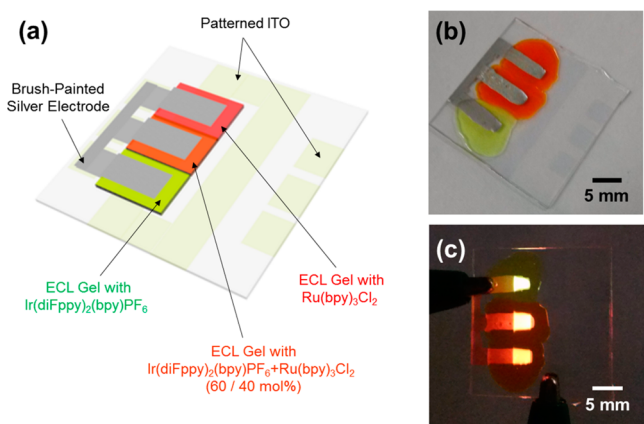 (a)
Patterned ITO
Brush-Painted
Silver Electrode
ECL Gel with
Ir(diFppy)₂(bpy)PF₆
ECL Gel with
Ru(bpy)₃Cl₂
ECL Gel with
Ir(diFppy)₂(bpy)PF₆+Ru(bpy)₃Cl₂
(60 / 40 mol%)
(b)
5 mm
(c)
5 mm